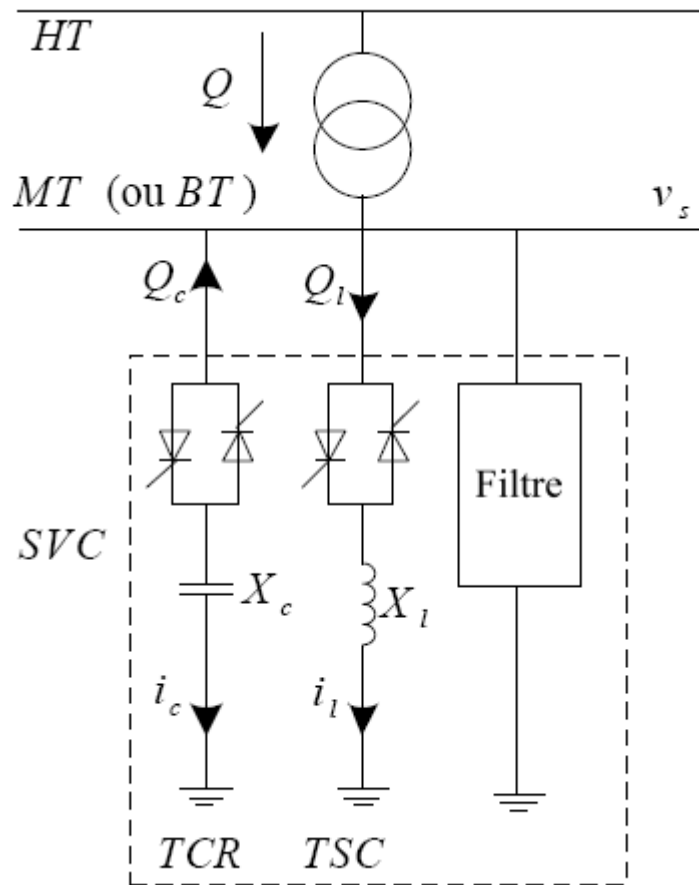 HT
Q
MT (ou BT)
v_s
Q_c
Q_l
Filtre
SVC
X_c
X_l
i_c
i_l
TCR
TSC